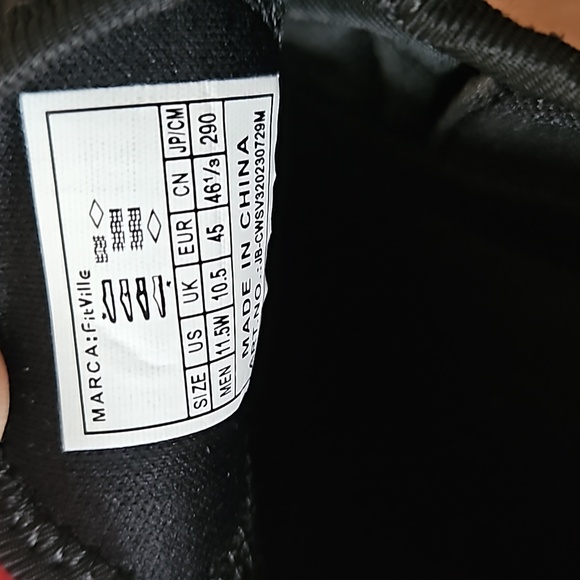 MARCA:FitVille
SIZE US UK EUR CN JP/CM
MEN 11.5W 10.5 45 46¹/₃ 290
MADE IN CHINA
ART.NO.:JB-CWSV320230729M